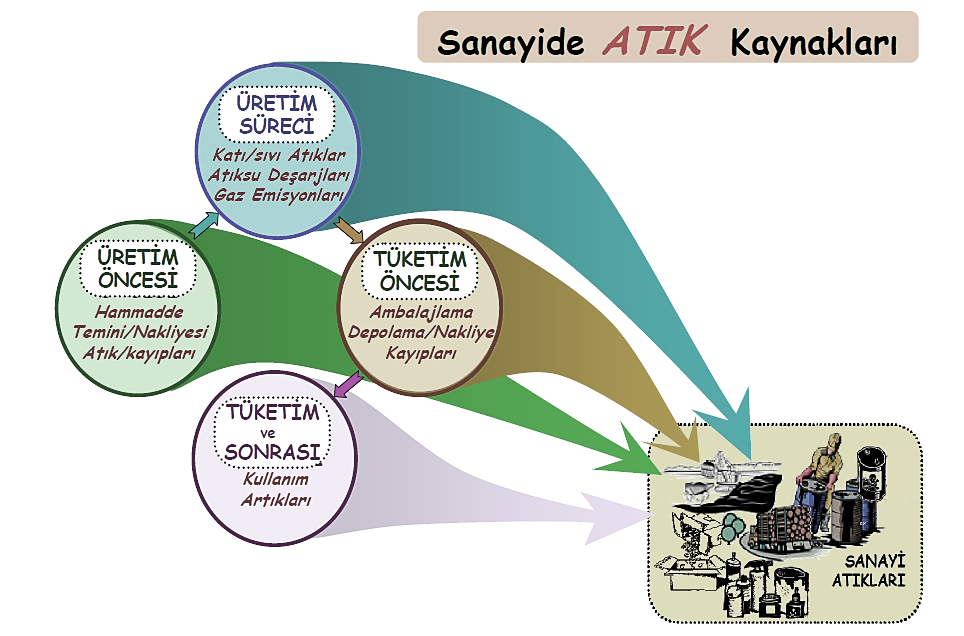 Sanayide ATIK Kaynakları
ÜRETİM
SÜRECİ
Katı/sıvı Atıklar
Atıksu Deşarjları
Gaz Emisyonları
ÜRETİM
ÖNCESİ
Hammadde
Temini/Nakliyesi
Atık/kayıpları
TÜKETİM
ÖNCESİ
Ambalajlama
Depolama/Nakliye
Kayıpları
TÜKETİM
ve
SONRASI
Kullanım
Artıkları
SANAYİ
ATIKLARI